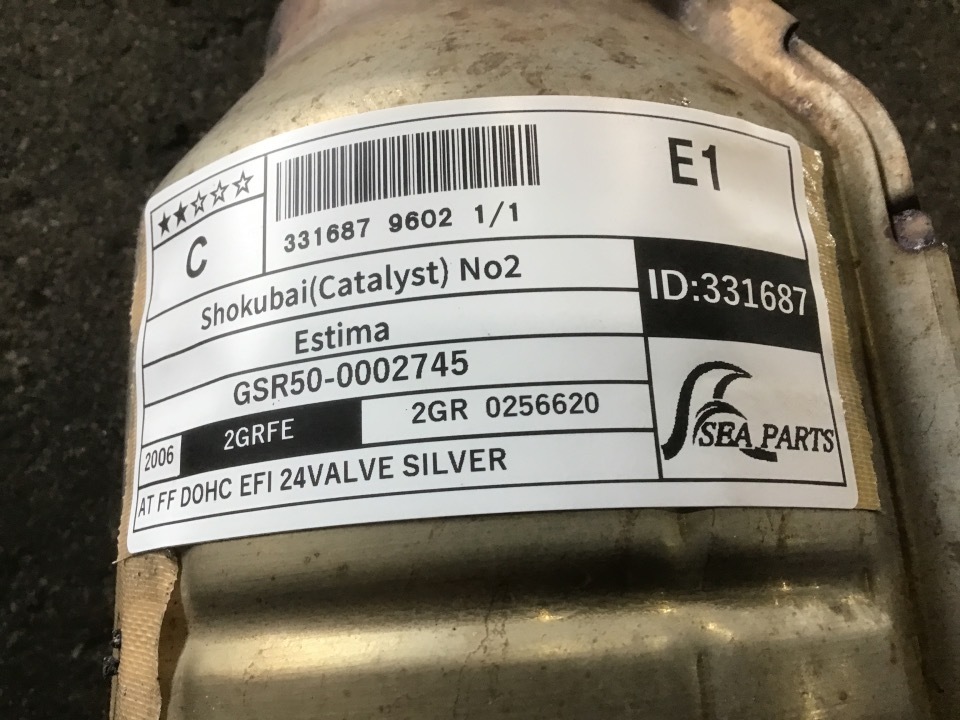 ★★☆☆☆
C
331687 9602 1/1
E1
Shokubai(Catalyst) No2
ID:331687
Estima
GSR50-0002745
2006 2GRFE 2GR 0256620
AT FF DOHC EFI 24VALVE SILVER
SEA PARTS